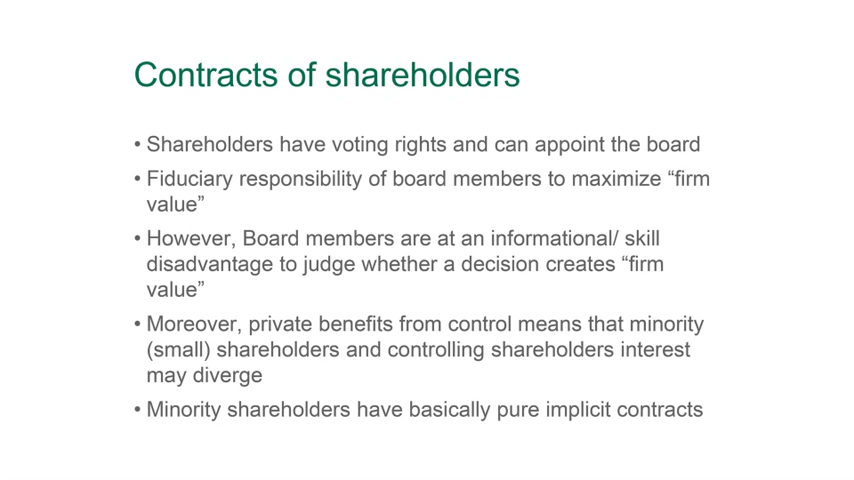 Contracts of shareholders
• Shareholders have voting rights and can appoint the board
• Fiduciary responsibility of board members to maximize “firm
value”
• However, Board members are at an informational/ skill
disadvantage to judge whether a decision creates “firm
value”
• Moreover, private benefits from control means that minority
(small) shareholders and controlling shareholders interest
may diverge
• Minority shareholders have basically pure implicit contracts